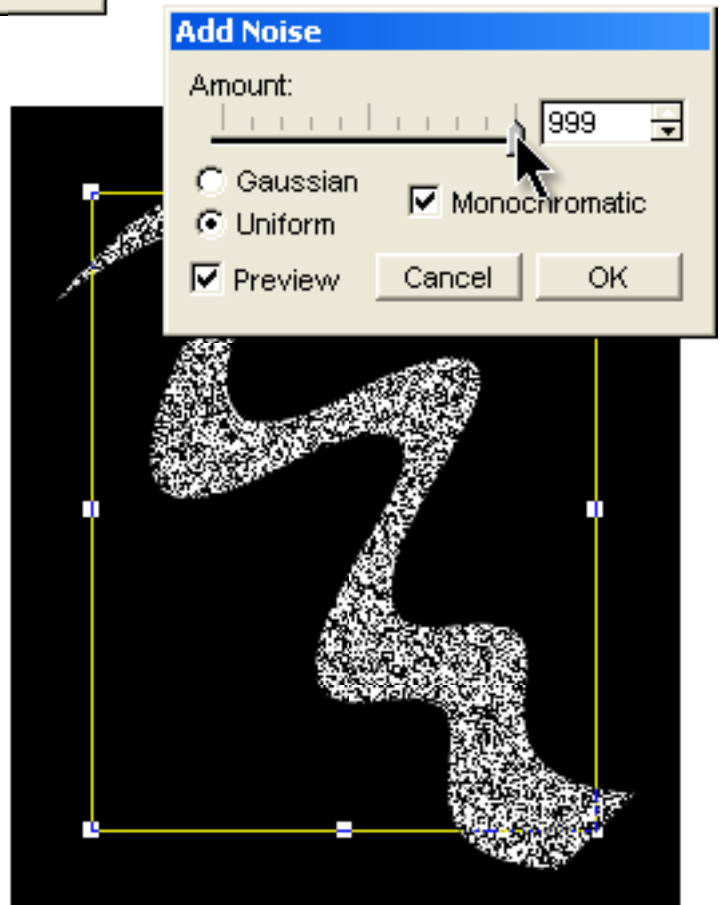 Add Noise
Amount:
999
Gaussian
Monochromatic
Uniform
Preview Cancel OK